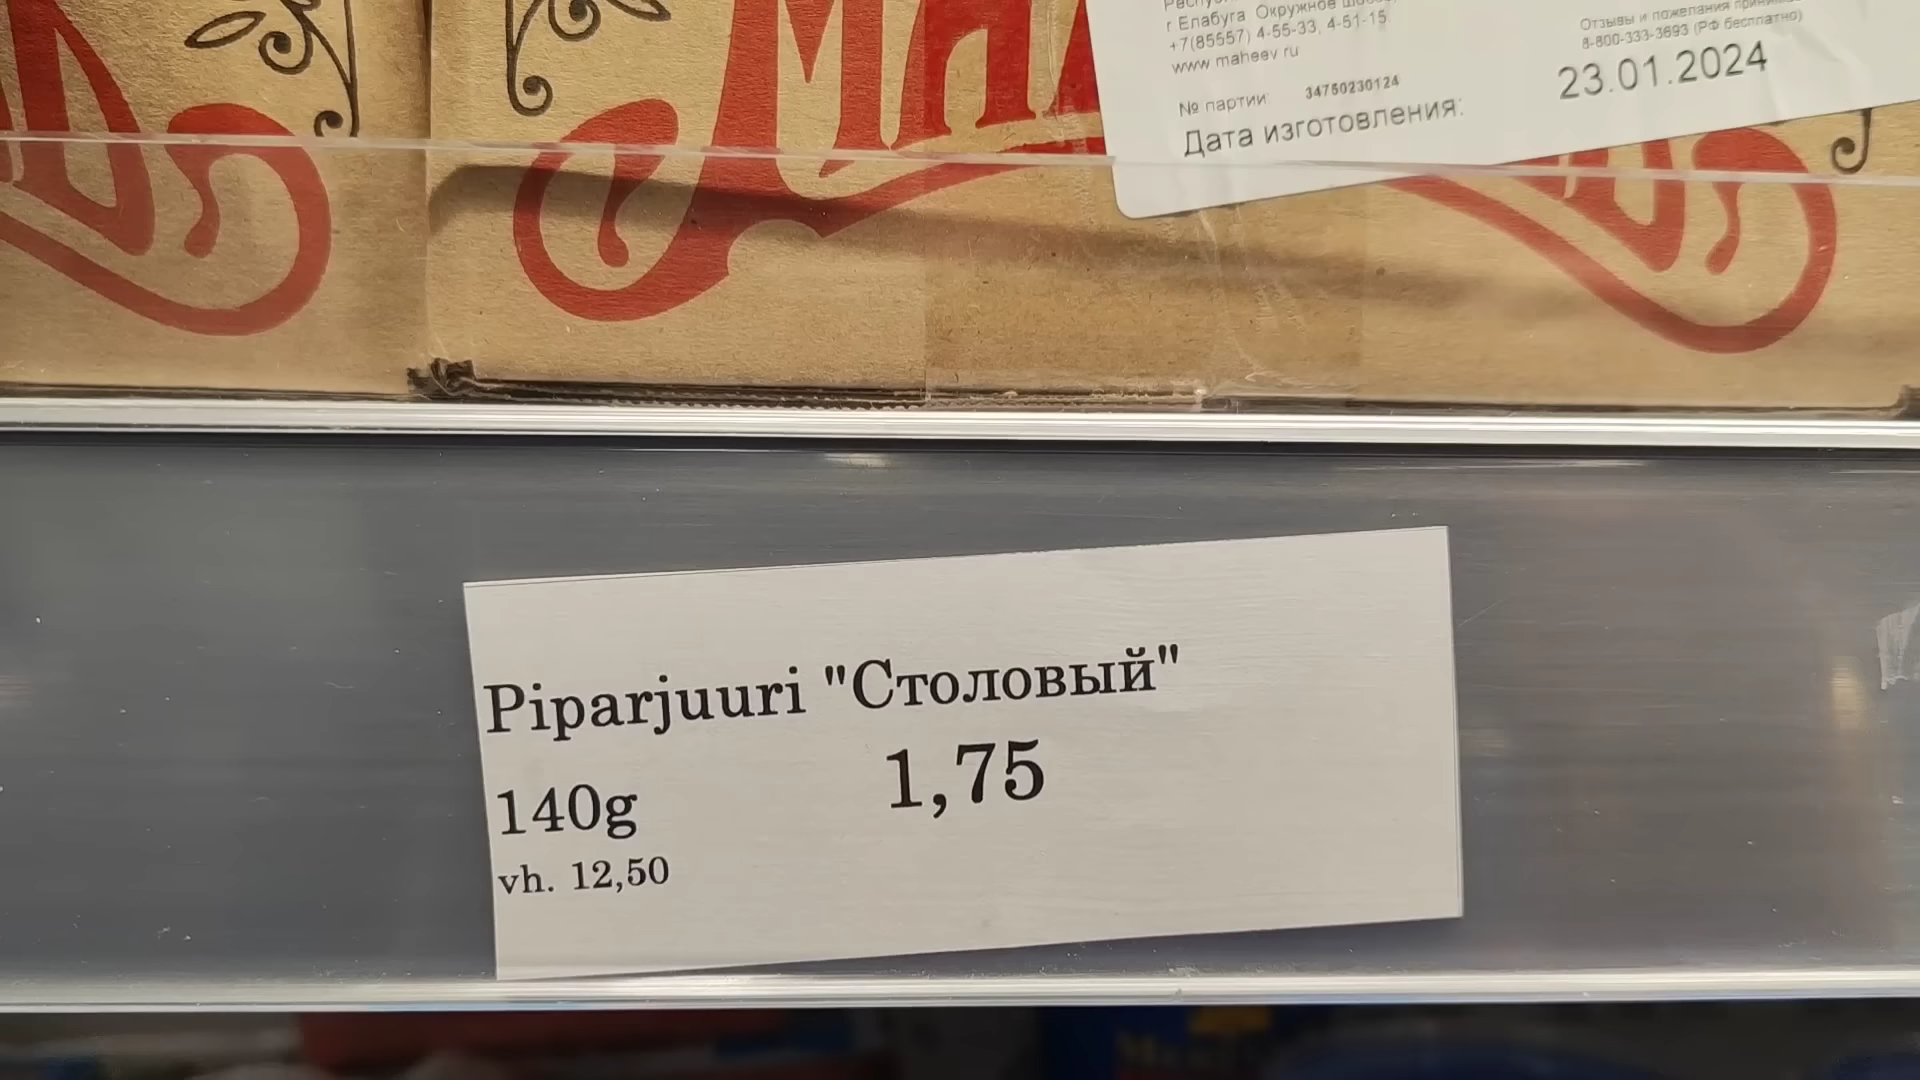 г Елабуга Окружное
+7(85557) 4-55-33, 4-51-15.
www maheev ru
№ партии: 34750230124
Дата изготовления:
Отзывы и пожелания
8-800-333-3693 (РФ бесплатно)
23.01.2024
Piparjuuri "Столовый"
140g 1,75
vh. 12,50